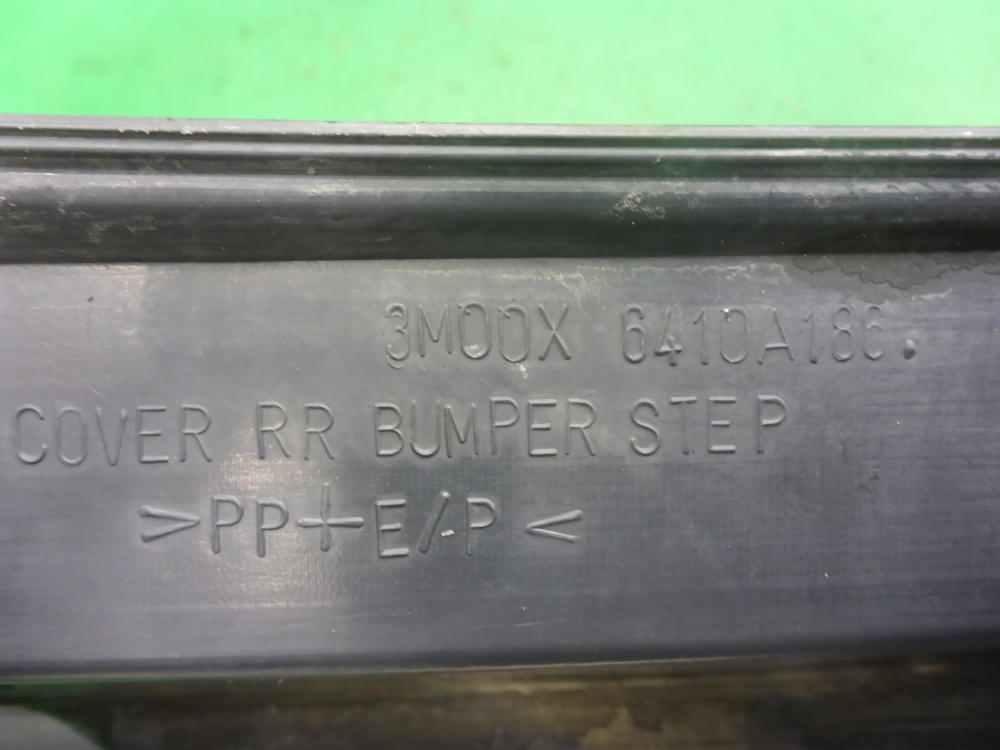 3M00X 6410A186.
COVER RR BUMPER STEP
>PP+E/P<